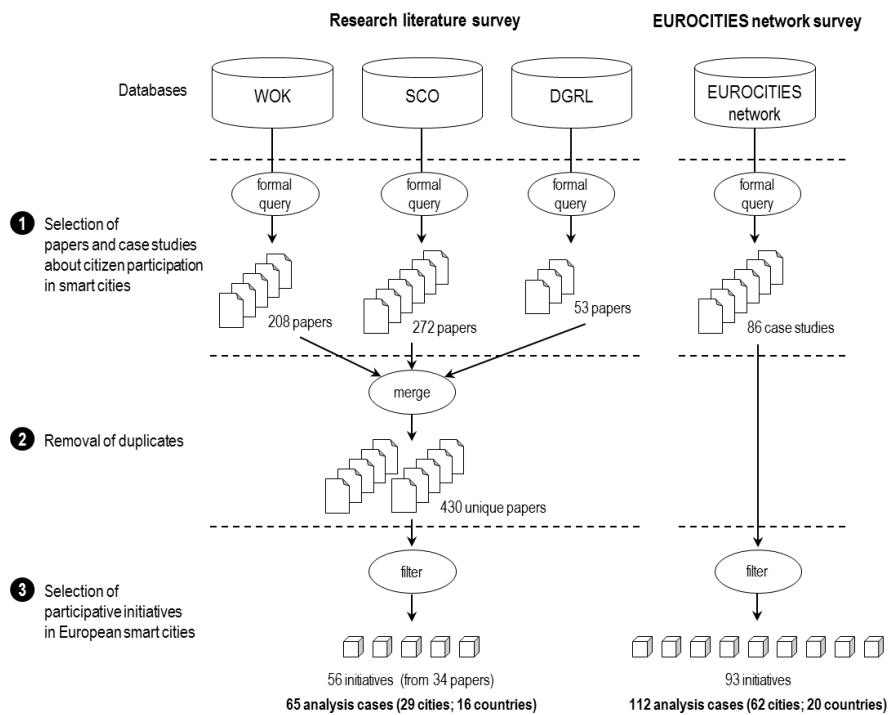 Research literature survey
EUROCITIES network survey
Databases
WOK
SCO
DGRL
EUROCITIES
network
formal
query
formal
query
formal
query
formal
query
1 Selection of
papers and case studies
about citizen participation
in smart cities
208 papers
272 papers
53 papers
86 case studies
merge
2 Removal of duplicates
430 unique papers
filter
filter
3 Selection of
participative initiatives
in European smart cities
56 initiatives (from 34 papers)
65 analysis cases (29 cities; 16 countries)
93 initiatives
112 analysis cases (62 cities; 20 countries)